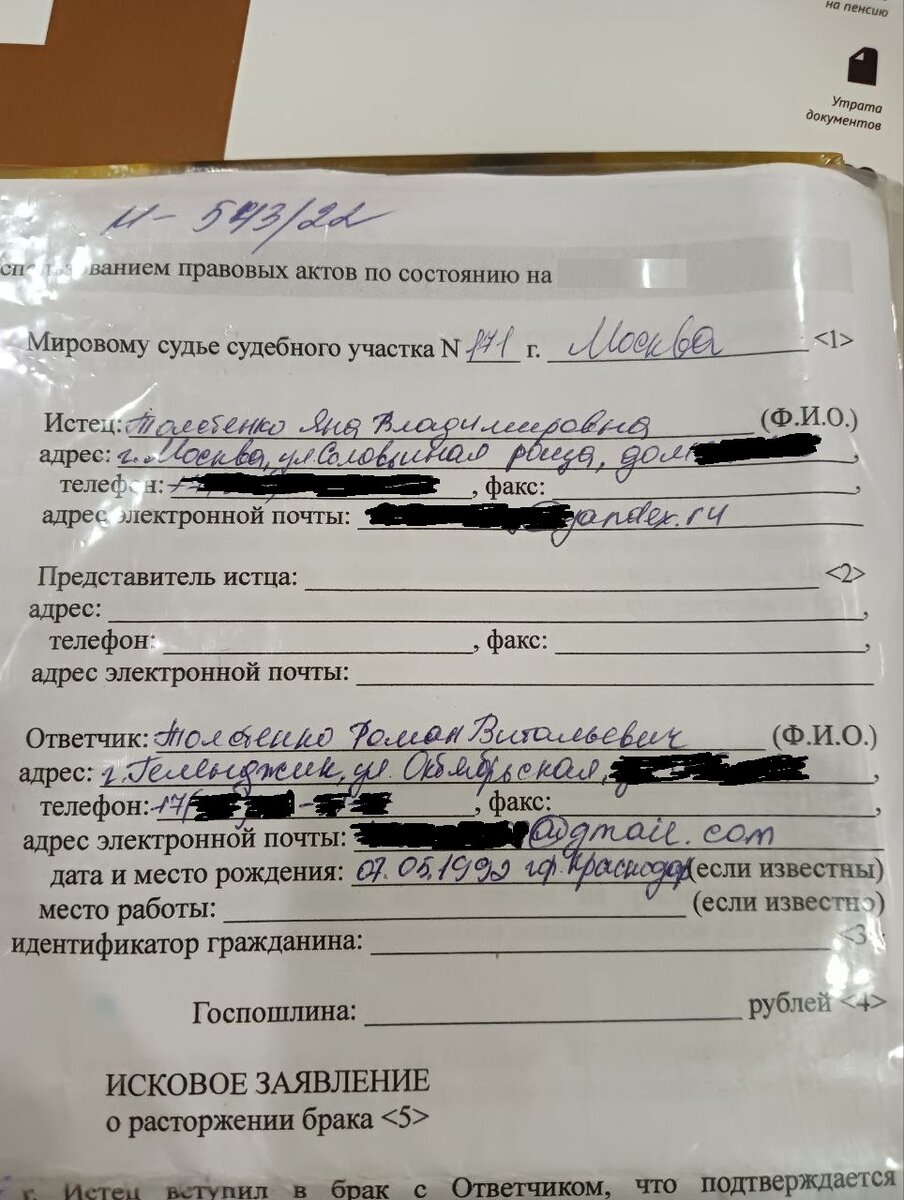 на пенсию
Утрата
документов
М- 543/22
спользованием правовых актов по состоянию на
Мировому судье судебного участка N 171 г. Москва <1>
Истец: Толстенко Яна Владимировна (Ф.И.О.)
адрес: г. Москва, ул Соловьиная роща, дом ,
телефон: , факс: ,
адрес электронной почты: @yandex.ru
Представитель истца: <2>
адрес: ,
телефон: , факс: ,
адрес электронной почты:
Ответчик: Толстенко Роман Витальевич (Ф.И.О.)
адрес: г. Геленджик, ул. Октябрьская, ,
телефон: , факс: ,
адрес электронной почты: @gmail.com
дата и место рождения: 07.05.1992 гор. Краснодар (если известны)
место работы: (если известно)
идентификатор гражданина: <3
Госпошлина: рублей <4>
ИСКОВОЕ ЗАЯВЛЕНИЕ
о расторжении брака <5>
г. Истец вступил в брак с Ответчиком, что подтверждается